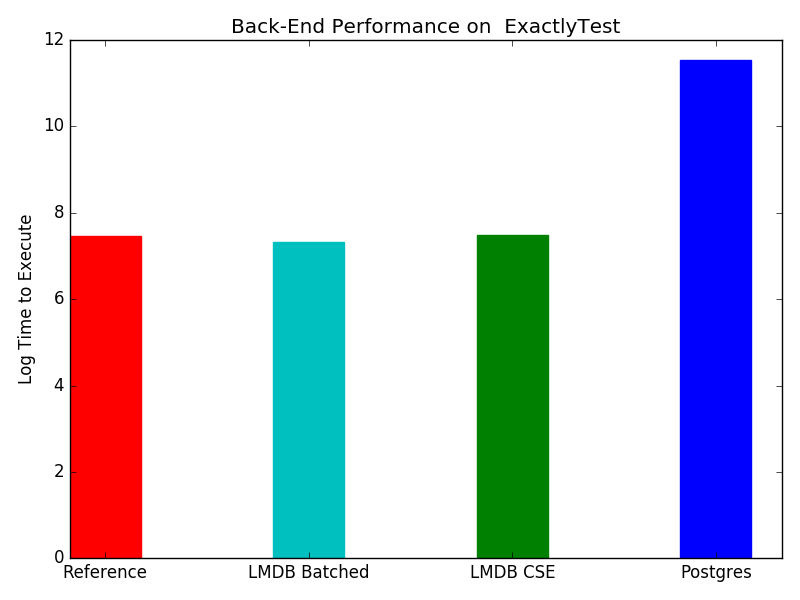 Back-End Performance on  ExactlyTest
12
10
8
6
4
2
0
Log Time to Execute
Reference
LMDB Batched
LMDB CSE
Postgres